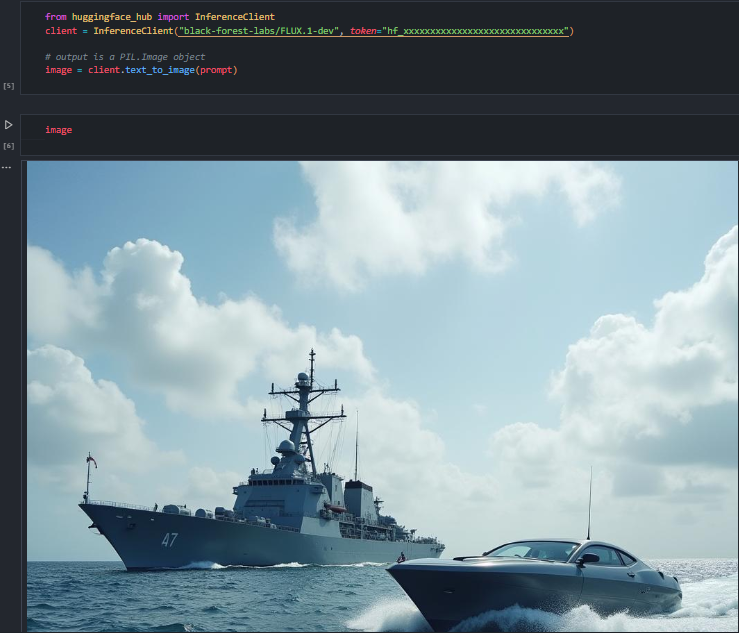 from huggingface_hub import InferenceClient
client = InferenceClient("black-forest-labs/FLUX.1-dev", token="hf_xxxxxxxxxxxxxxxxxxxxxxxxxxxxxx")
# output is a PIL.Image object
image = client.text_to_image(prompt)
[5]
image
[6]
47